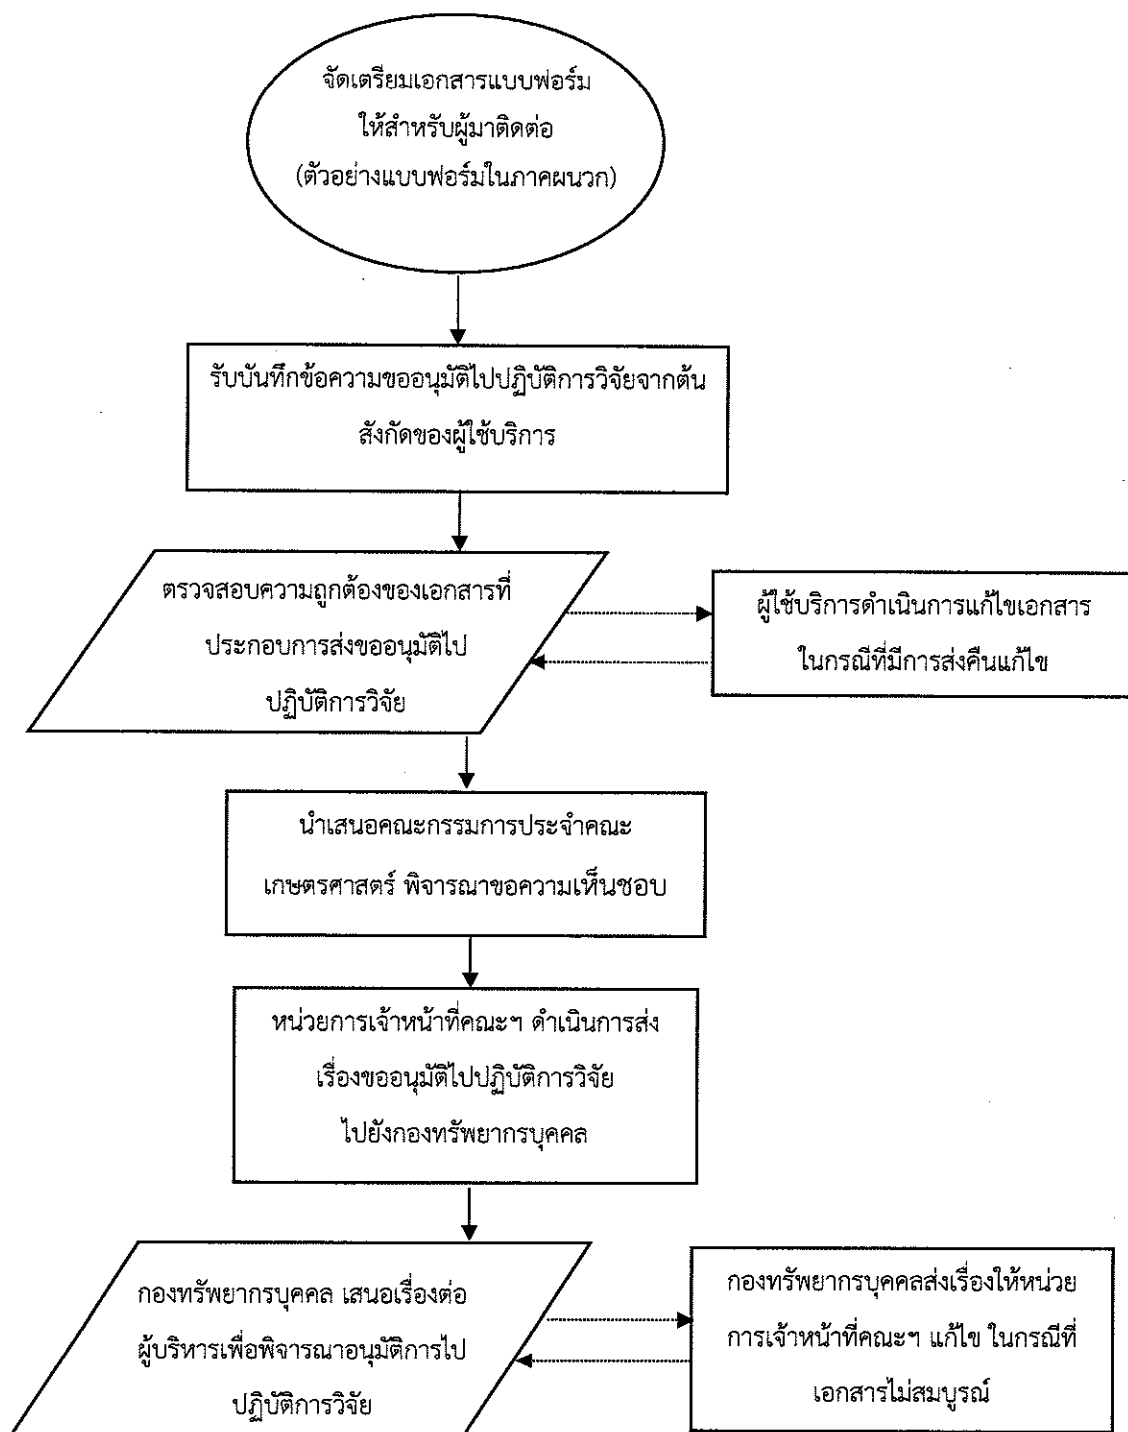 จัดเตรียมเอกสารแบบฟอร์ม
ให้สำหรับผู้มาติดต่อ
(ตัวอย่างแบบฟอร์มในภาคผนวก)
รับบันทึกข้อความขออนุมัติไปปฏิบัติการวิจัยจากต้น
สังกัดของผู้ใช้บริการ
ตรวจสอบความถูกต้องของเอกสารที่
ประกอบการส่งขออนุมัติไป
ปฏิบัติการวิจัย
ผู้ใช้บริการดำเนินการแก้ไขเอกสาร
ในกรณีที่มีการส่งคืนแก้ไข
นำเสนอคณะกรรมการประจำคณะ
เกษตรศาสตร์ พิจารณาขอความเห็นชอบ
หน่วยการเจ้าหน้าที่คณะฯ ดำเนินการส่ง
เรื่องขออนุมัติไปปฏิบัติการวิจัย
ไปยังกองทรัพยากรบุคคล
กองทรัพยากรบุคคล เสนอเรื่องต่อ
ผู้บริหารเพื่อพิจารณาอนุมัติการไป
ปฏิบัติการวิจัย
กองทรัพยากรบุคคลส่งเรื่องให้หน่วย
การเจ้าหน้าที่คณะฯ แก้ไข ในกรณีที่
เอกสารไม่สมบูรณ์